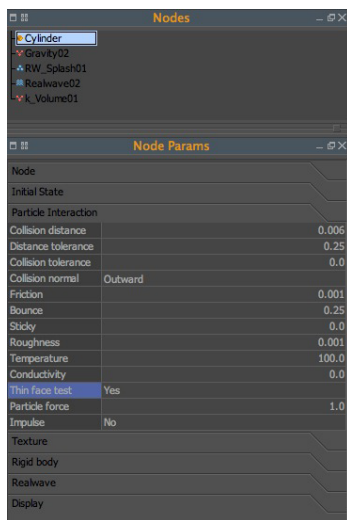 Nodes
Cylinder
Gravity02
RW_Splash01
Realwave02
k_Volume01
Node Params
Node
Initial State
Particle Interaction
Collision distance 0.006
Distance tolerance 0.25
Collision tolerance 0.0
Collision normal Outward
Friction 0.001
Bounce 0.25
Sticky 0.0
Roughness 0.001
Temperature 100.0
Conductivity 0.0
Thin face test Yes
Particle force 1.0
Impulse No
Texture
Rigid body
Realwave
Display